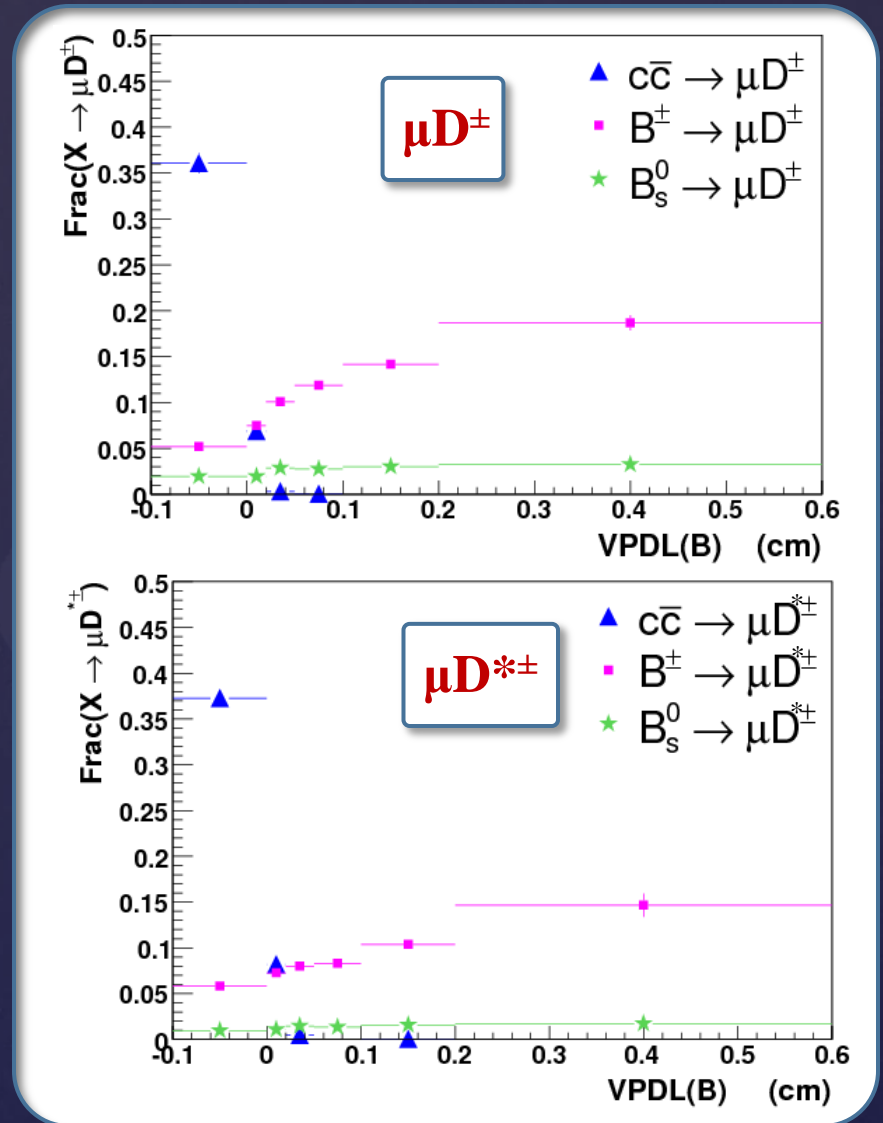 μD±
cc̅ → μD±
B± → μD±
B⁰ₛ → μD±
Frac(X → μD±)
0.5
0.45
0.4
0.35
0.3
0.25
0.2
0.15
0.1
0.05
0
-0.1 0 0.1 0.2 0.3 0.4 0.5 0.6
VPDL(B) (cm)
μD*±
cc̅ → μD*±
B± → μD*±
B⁰ₛ → μD*±
Frac(X → μD*±)
0.5
0.45
0.4
0.35
0.3
0.25
0.2
0.15
0.1
0.05
0
-0.1 0 0.1 0.2 0.3 0.4 0.5 0.6
VPDL(B) (cm)